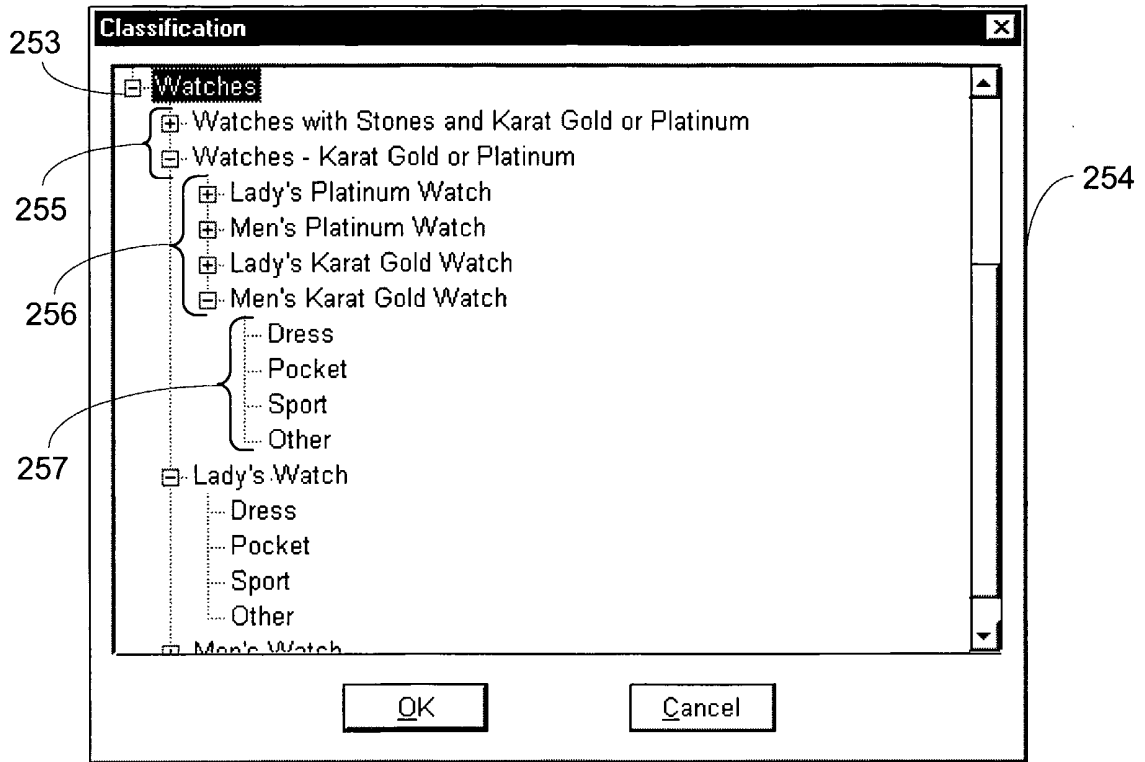 Classification
253
Watches
Watches with Stones and Karat Gold or Platinum
Watches - Karat Gold or Platinum
255
254
Lady's Platinum Watch
Men's Platinum Watch
Lady's Karat Gold Watch
Men's Karat Gold Watch
256
Dress
Pocket
Sport
Other
257
Lady's Watch
Dress
Pocket
Sport
Other
Men's Watch
OK
Cancel